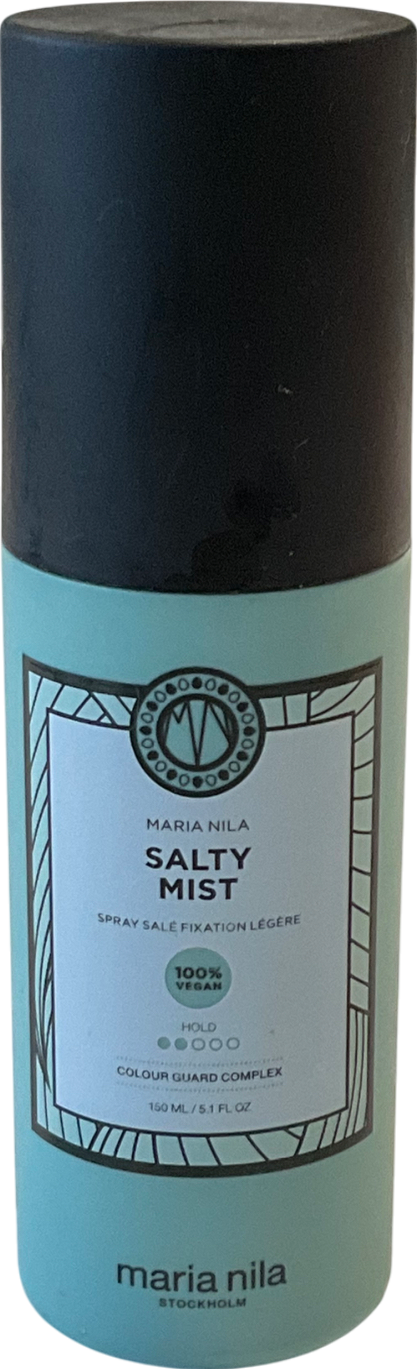 MN
MARIA NILA
SALTY
MIST
SPRAY SALÉ FIXATION LÉGÈRE
100%
VEGAN
HOLD
COLOUR GUARD COMPLEX
150 ML / 5.1 FL OZ
maria nila
STOCKHOLM